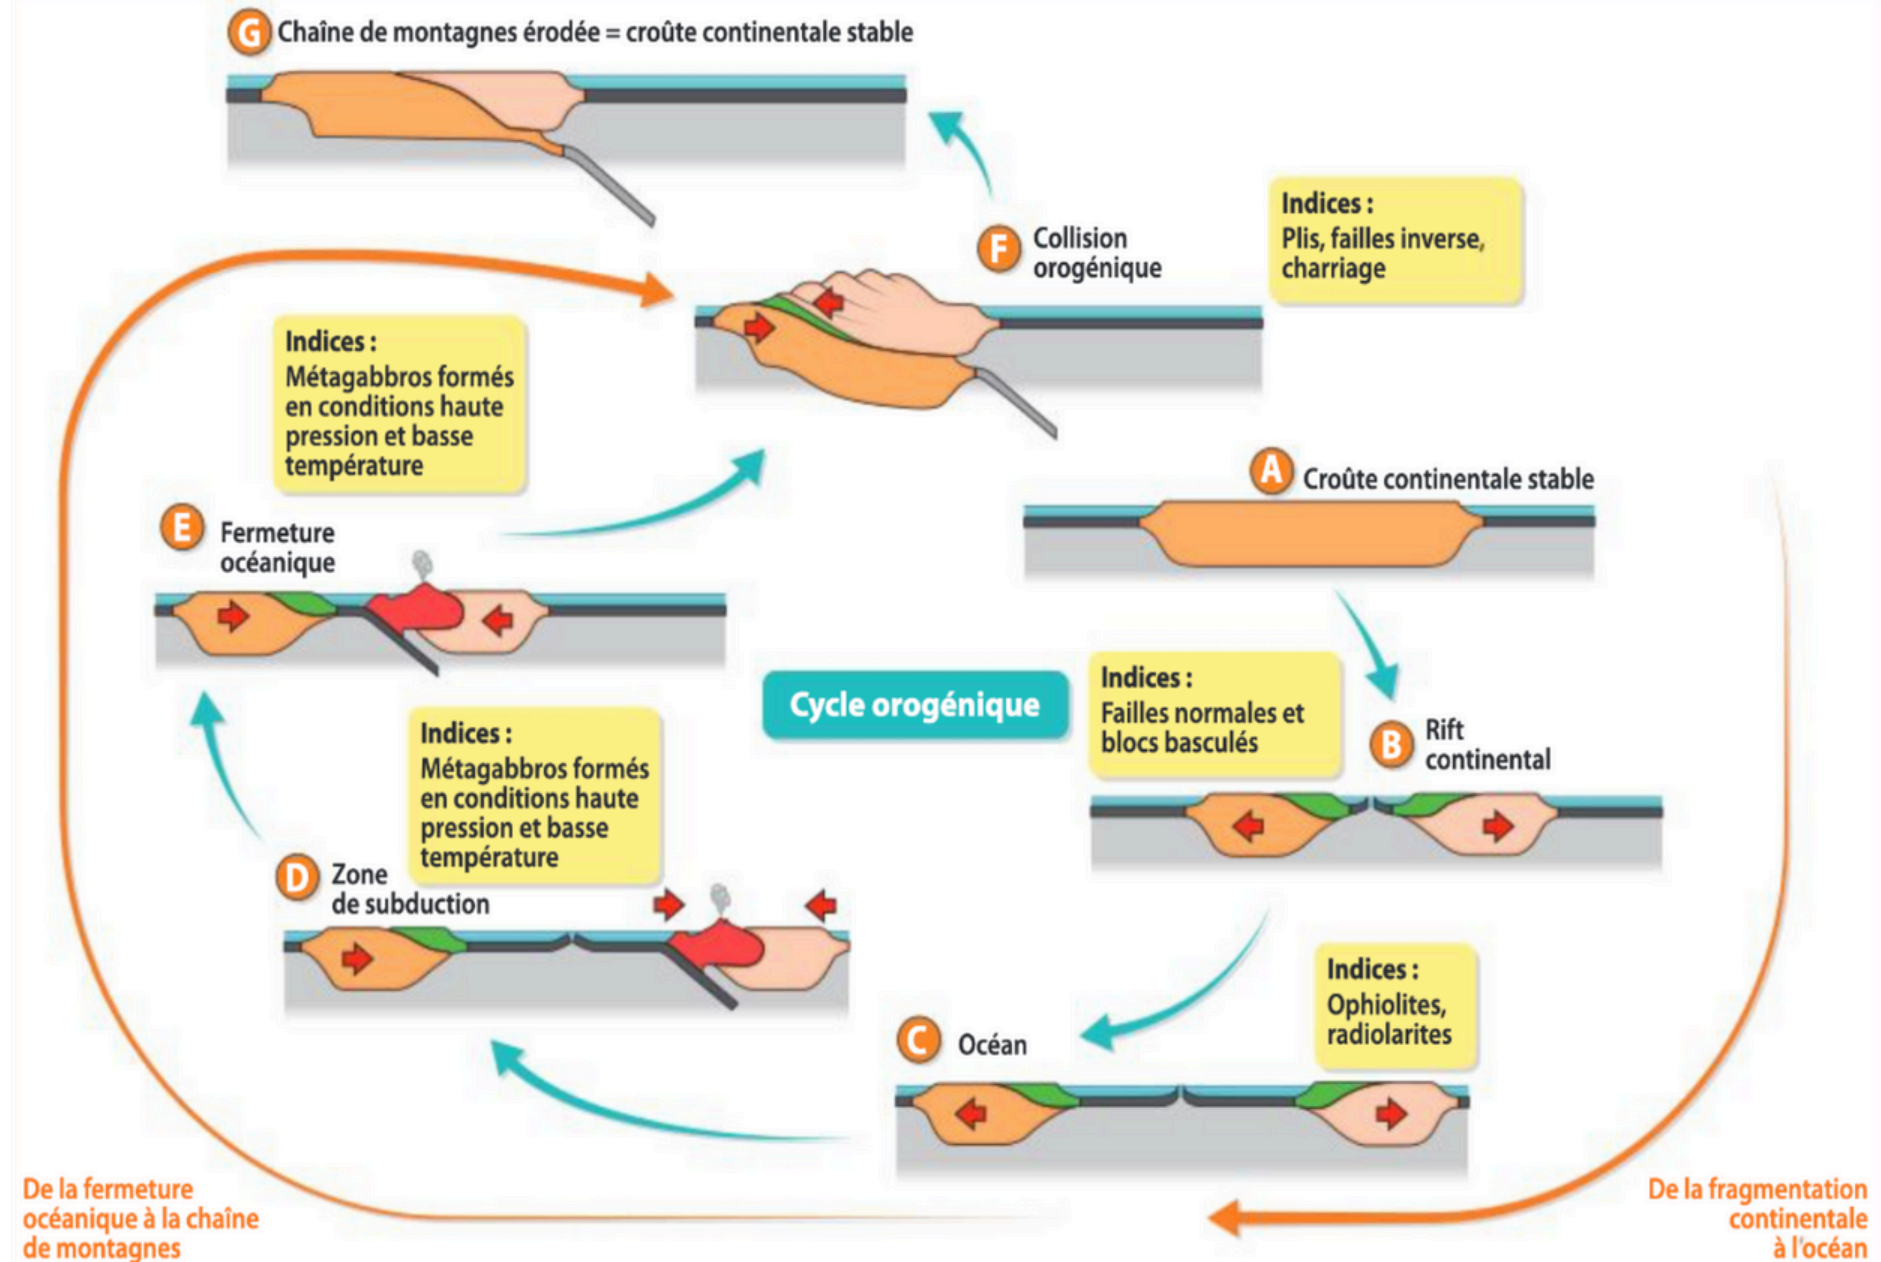 G Chaîne de montagnes érodée = croûte continentale stable
F Collision
orogénique
Indices :
Plis, failles inverse,
charriage
Indices :
Métagabbros formés
en conditions haute
pression et basse
température
A Croûte continentale stable
E Fermeture
océanique
Cycle orogénique
Indices :
Failles normales et
blocs basculés
B Rift
continental
Indices :
Métagabbros formés
en conditions haute
pression et basse
température
D Zone
de subduction
Indices :
Ophiolites,
radiolarites
C Océan
De la fermeture
océanique à la chaîne
de montagnes
De la fragmentation
continentale
à l'océan